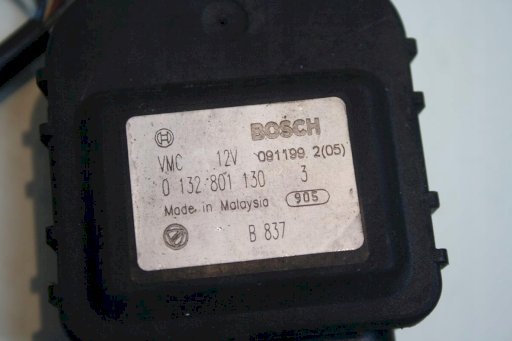 BOSCH
VMC 12V 091199 2(05)
0 132 801 130 3
Made in Malaysia 905
B 837